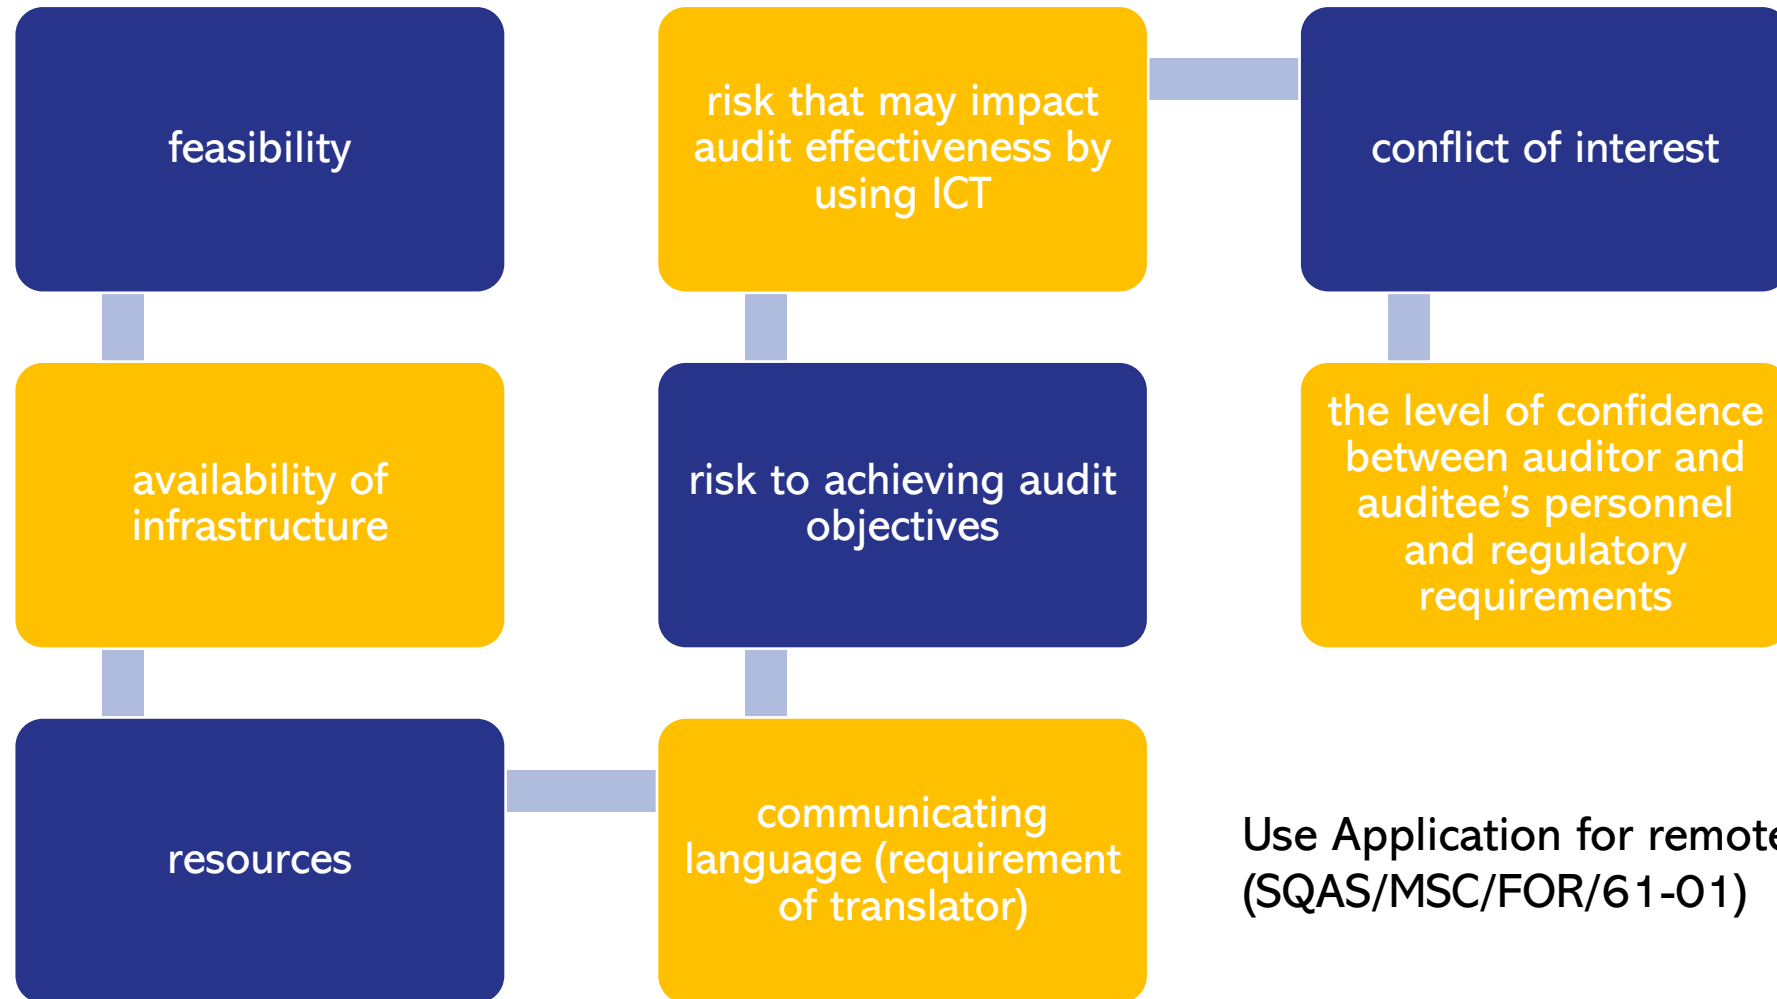 feasibility
availability of
infrastructure
resources
communicating
language (requirement
of translator)
risk to achieving audit
objectives
risk that may impact
audit effectiveness by
using ICT
conflict of interest
the level of confidence
between auditor and
auditee’s personnel
and regulatory
requirements
Use Application for remote
(SQAS/MSC/FOR/61-01)